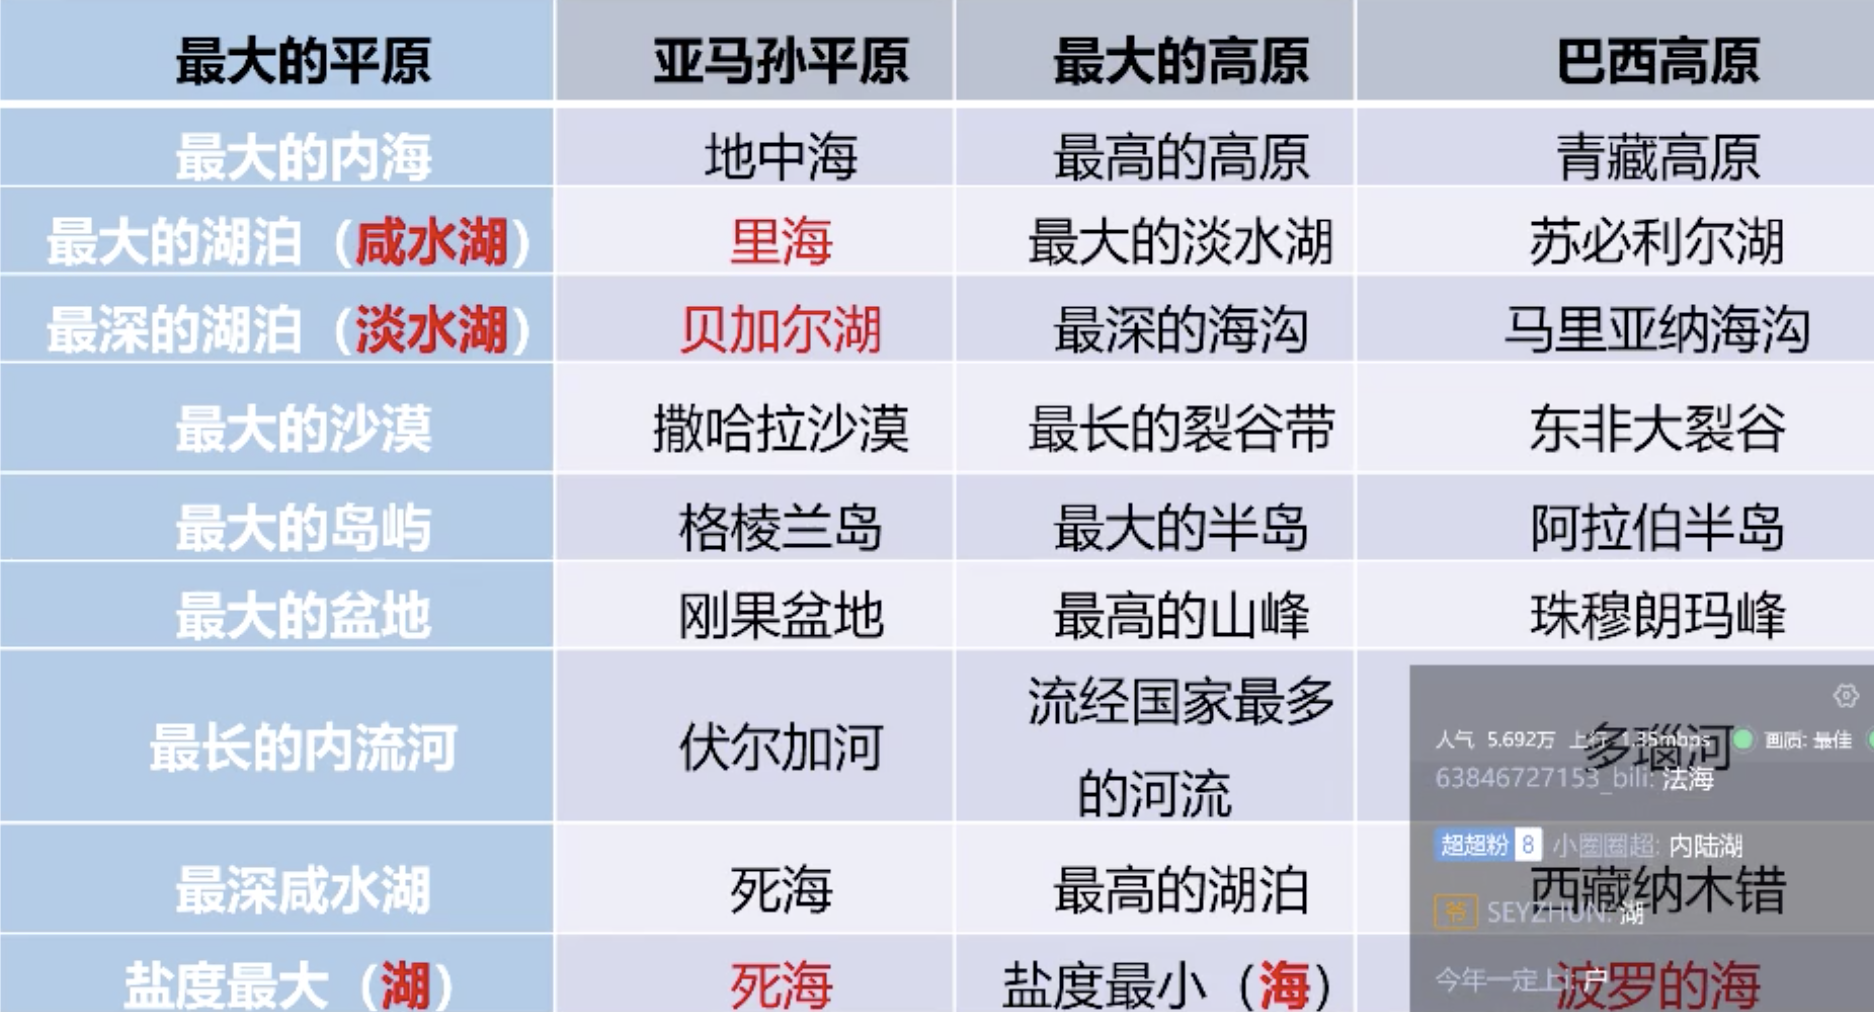 最大的平原 亚马孙平原 最大的高原 巴西高原
最大的内海 地中海 最高的高原 青藏高原
最大的湖泊（咸水湖） 里海 最大的淡水湖 苏必利尔湖
最深的湖泊（淡水湖） 贝加尔湖 最深的海沟 马里亚纳海沟
最大的沙漠 撒哈拉沙漠 最长的裂谷带 东非大裂谷
最大的岛屿 格棱兰岛 最大的半岛 阿拉伯半岛
最大的盆地 刚果盆地 最高的山峰 珠穆朗玛峰
最长的内流河 伏尔加河 流经国家最多
的河流 多瑙河
最深咸水湖 死海 最高的湖泊 西藏纳木错
盐度最大（湖） 死海 盐度最小（海） 波罗的海
人气 5.692万 上行 1.35mbps 画质: 最佳
63846727153_bili: 法海
超超粉 8 小圈圈超: 内陆湖
爷 SEYZHUN: 湖
今年一定上 户